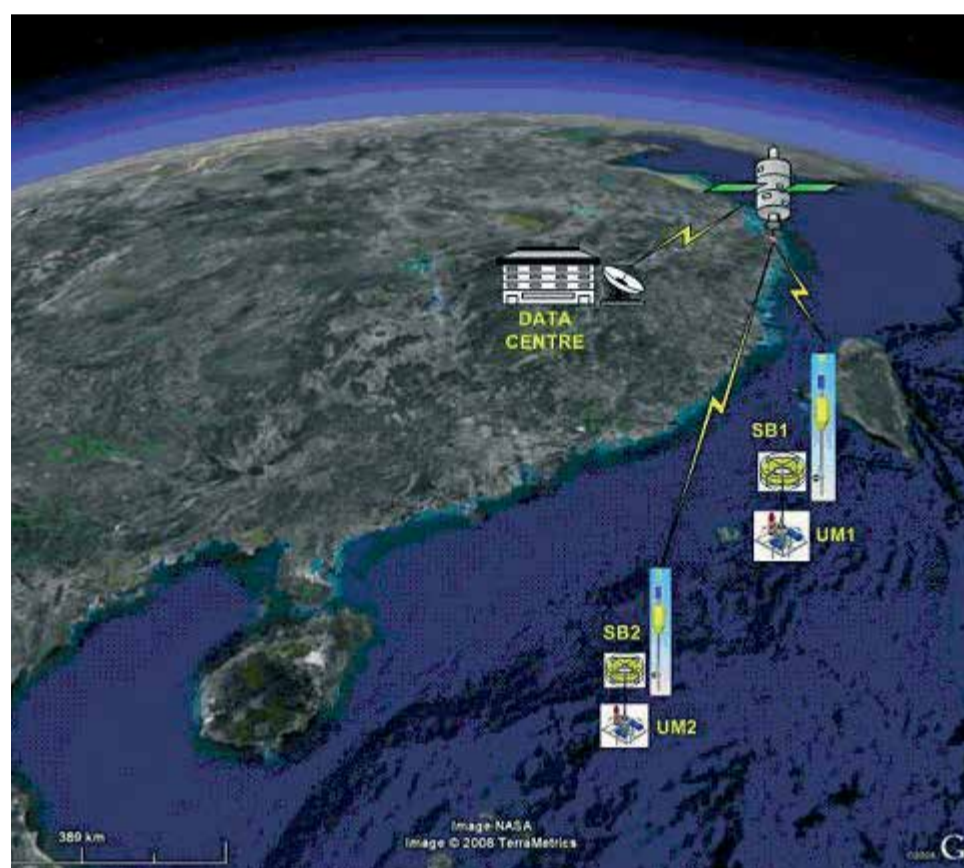 DATA
CENTRE
SB1
UM1
SB2
UM2
389 km
Image NASA
Image © 2008 TerraMetrics
G